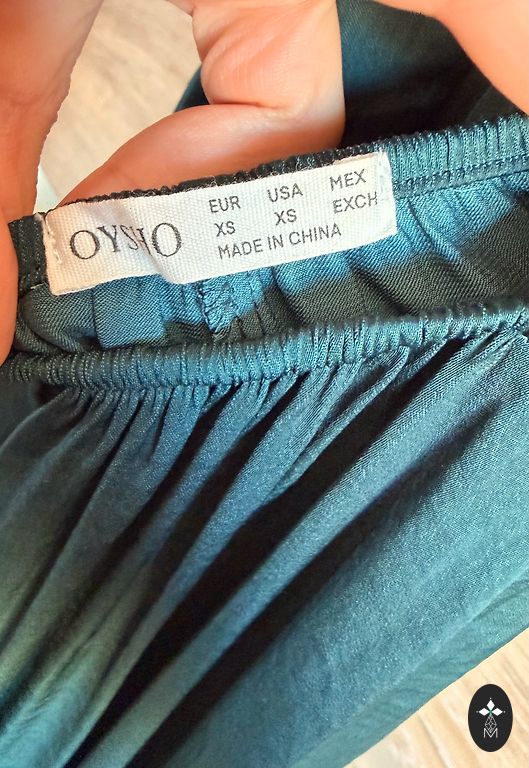 OYSHO
EUR USA MEX
XS XS EXCH
MADE IN CHINA
M